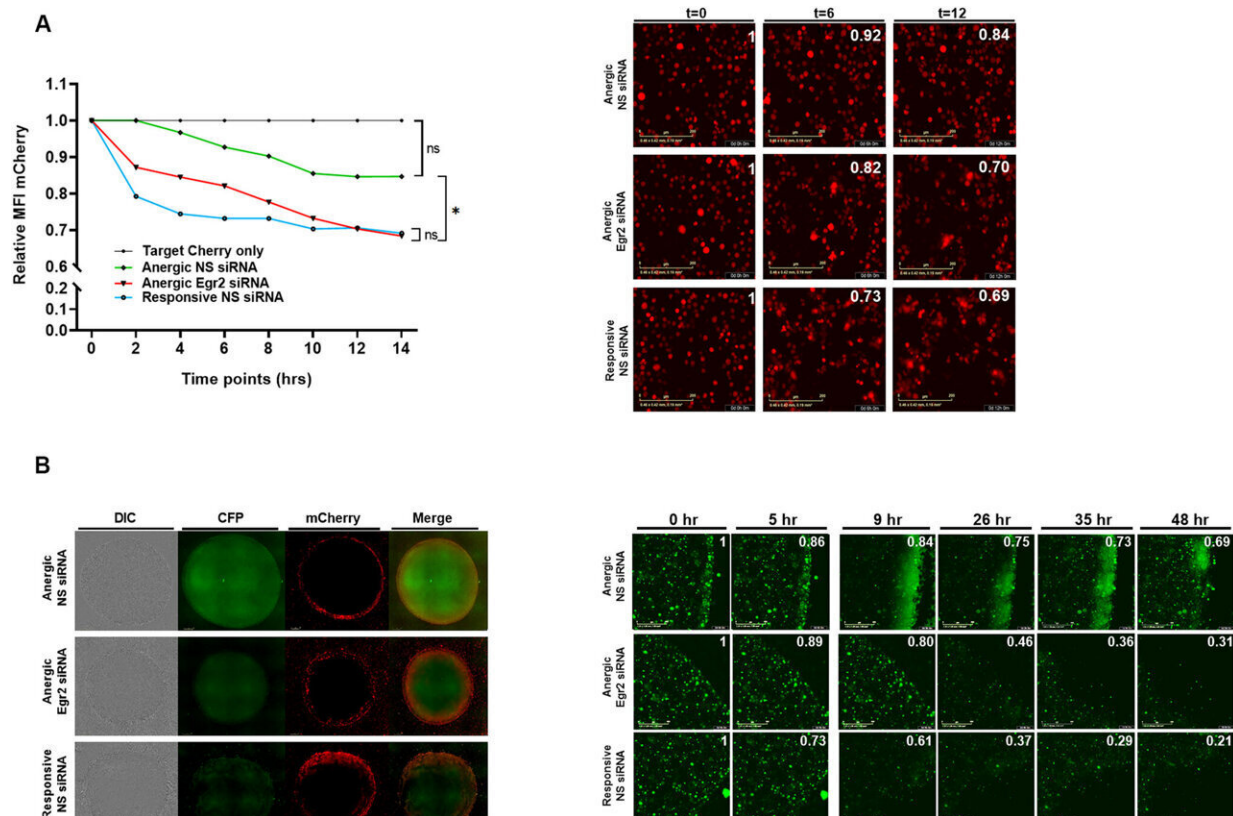 A
t=0
t=6
t=12
Relative MFI mCherry
1.1
1.0
0.9
0.8
0.7
0.6
0.2
0.1
0.0
0
2
4
6
8
10
12
14
Time points (hrs)
ns
*
ns
Target Cherry only
Anergic NS siRNA
Anergic Egr2 siRNA
Responsive NS siRNA
Anergic
NS siRNA
1
0.92
0.84
Anergic
Egr2 siRNA
1
0.82
0.70
Responsive
NS siRNA
1
0.73
0.69
B
DIC
CFP
mCherry
Merge
Anergic
NS siRNA
Anergic
Egr2 siRNA
Responsive
NS siRNA
0 hr
5 hr
9 hr
26 hr
35 hr
48 hr
Anergic
NS siRNA
1
0.86
0.84
0.75
0.73
0.69
Anergic
Egr2 siRNA
1
0.89
0.80
0.46
0.36
0.31
Responsive
NS siRNA
1
0.73
0.61
0.37
0.29
0.21